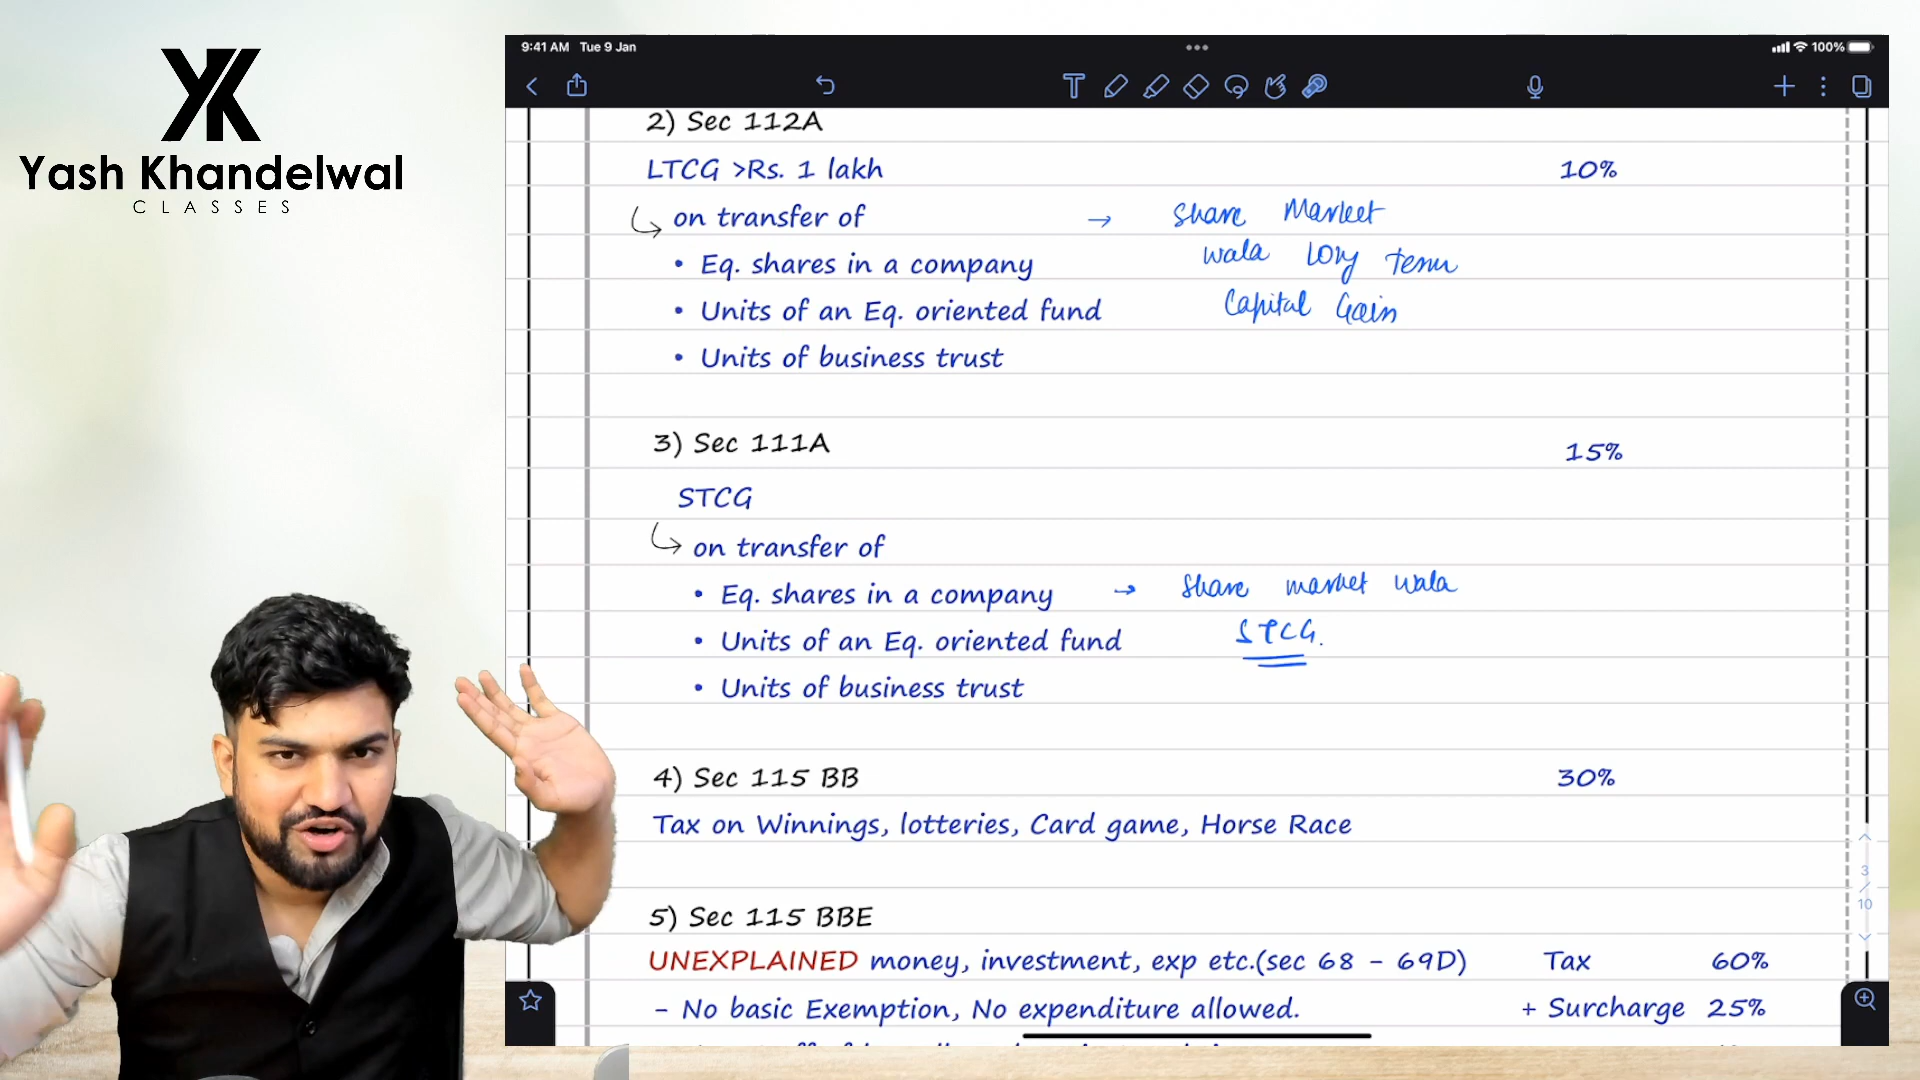 YK
Yash Khandelwal
CLASSES
9:41 AM Tue 9 Jan
100%
2) Sec 112A
LTCG >Rs. 1 lakh 10%
on transfer of → Share Market
wala Long Term
• Eq. shares in a company
Capital Gain
• Units of an Eq. oriented fund
• Units of business trust
3) Sec 111A 15%
STCG
on transfer of
• Eq. shares in a company → Share market wala
STCG.
• Units of an Eq. oriented fund
• Units of business trust
4) Sec 115 BB 30%
Tax on Winnings, lotteries, Card game, Horse Race
3
/
10
5) Sec 115 BBE
UNEXPLAINED money, investment, exp etc.(sec 68 - 69D) Tax 60%
- No basic Exemption, No expenditure allowed. + Surcharge 25%